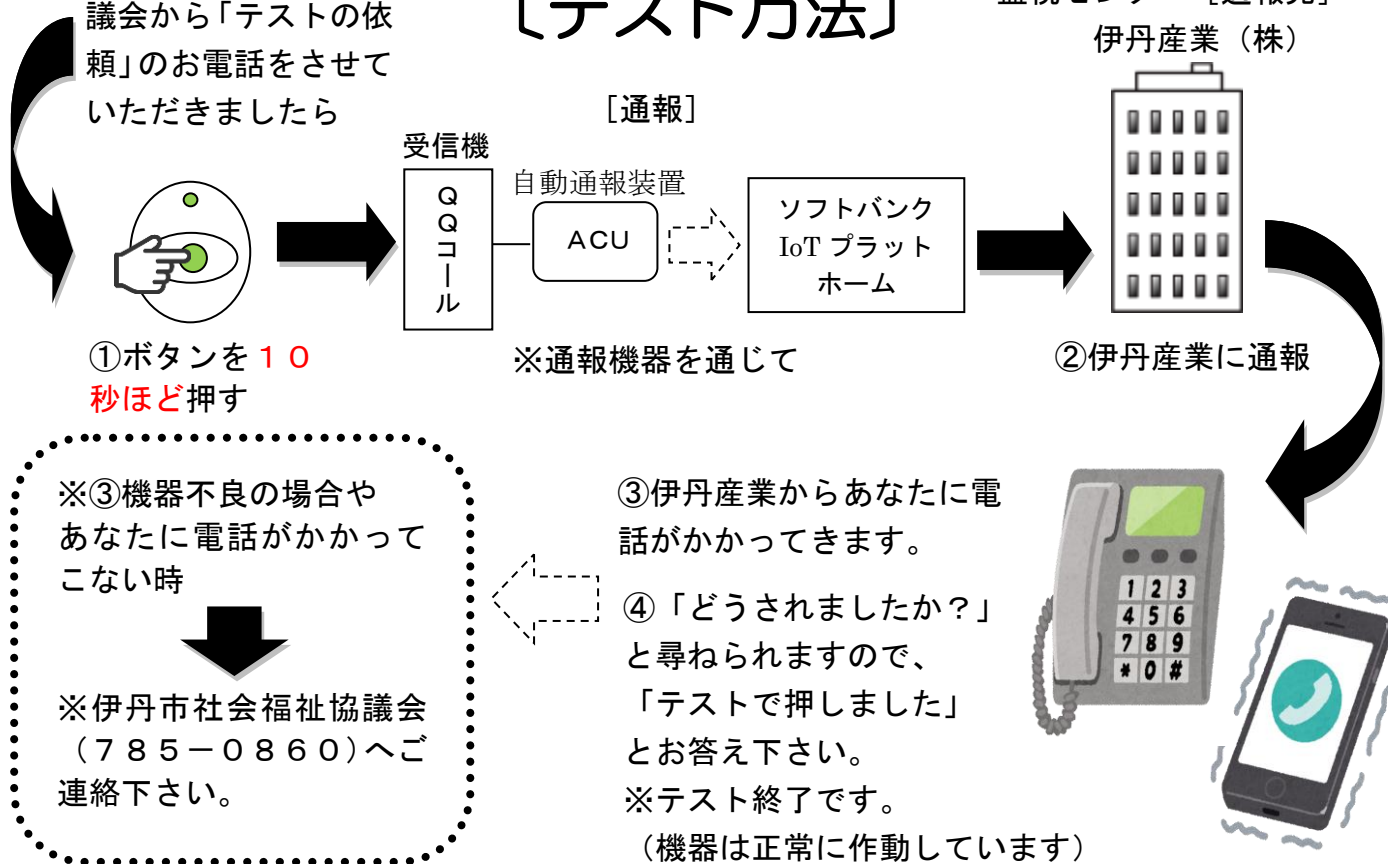 議会から「テストの依
頼」のお電話をさせて
いただきましたら
〔テスト方法〕
伊丹産業（株）
［通報］
受信機
QQコール
自動通報装置
ACU
ソフトバンク
IoT プラット
ホーム
①ボタンを１０
秒ほど押す
※通報機器を通じて
②伊丹産業に通報
③伊丹産業からあなたに電
話がかかってきます。
④「どうされましたか？」
と尋ねられますので、
「テストで押しました」
とお答え下さい。
※テスト終了です。
（機器は正常に作動しています）
※③機器不良の場合や
あなたに電話がかかって
こない時
※伊丹市社会福祉協議会
（７８５－０８６０）へご
連絡下さい。
1 2 3
4 5 6
7 8 9
* 0 #